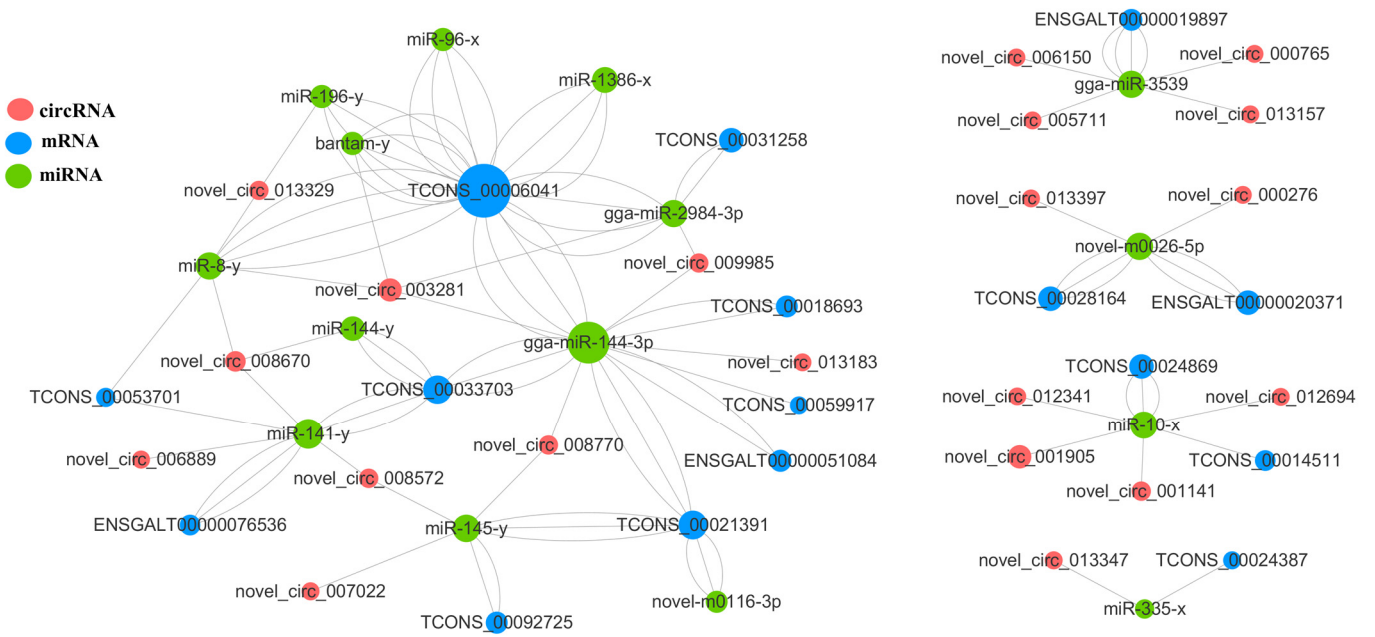 circRNA
mRNA
miRNA
miR-96-x
miR-1386-x
miR-196-y
bantam-y
TCONS_00031258
novel_circ_013329
TCONS_00006041
gga-miR-2984-3p
miR-8-y
novel_circ_009985
novel_circ_003281
TCONS_00018693
miR-144-y
gga-miR-144-3p
novel_circ_008670
novel_circ_013183
TCONS_00053701
TCONS_00033703
TCONS_00059917
miR-141-y
novel_circ_008770
novel_circ_006889
ENSGALT00000051084
novel_circ_008572
ENSGALT00000076536
miR-145-y
TCONS_00021391
novel_circ_007022
novel-m0116-3p
TCONS_00092725
ENSGALT00000019897
novel_circ_006150
novel_circ_000765
gga-miR-3539
novel_circ_005711
novel_circ_013157
novel_circ_013397
novel_circ_000276
novel-m0026-5p
TCONS_00028164
ENSGALT00000020371
TCONS_00024869
novel_circ_012341
novel_circ_012694
miR-10-x
novel_circ_001905
TCONS_00014511
novel_circ_001141
novel_circ_013347
TCONS_00024387
miR-335-x